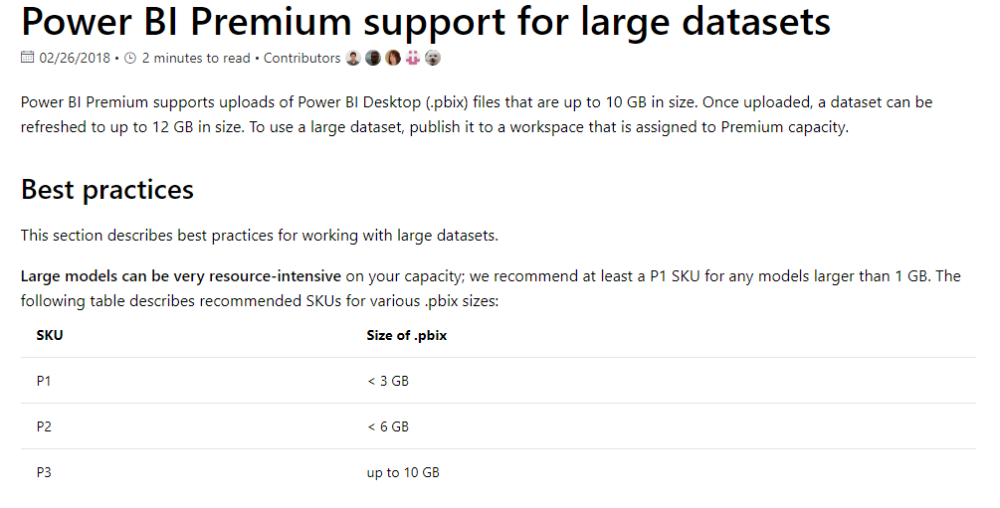 Power BI Premium support for large datasets
02/26/2018 • 2 minutes to read • Contributors
Power BI Premium supports uploads of Power BI Desktop (.pbix) files that are up to 10 GB in size. Once uploaded, a dataset can be
refreshed to up to 12 GB in size. To use a large dataset, publish it to a workspace that is assigned to Premium capacity.
Best practices
This section describes best practices for working with large datasets.
Large models can be very resource-intensive on your capacity; we recommend at least a P1 SKU for any models larger than 1 GB. The
following table describes recommended SKUs for various .pbix sizes:
SKU Size of .pbix
P1 < 3 GB
P2 < 6 GB
P3 up to 10 GB